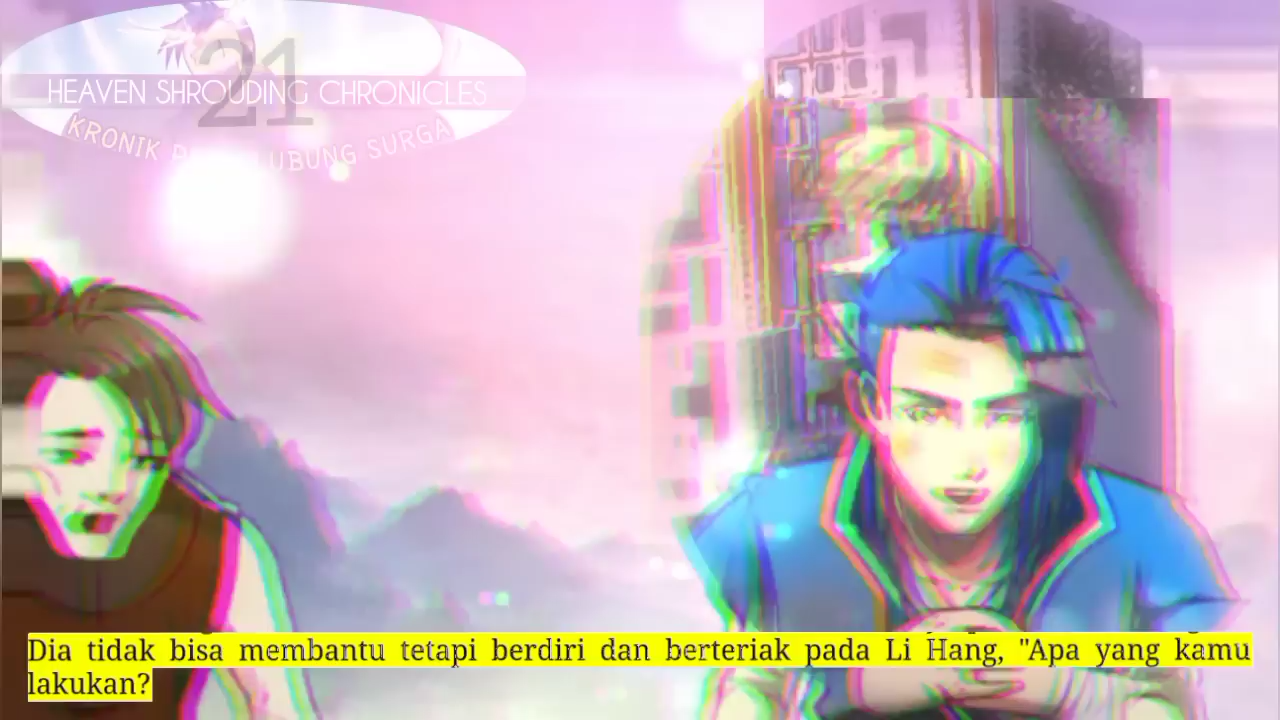 21
HEAVEN SHROUDING CHRONICLES
KRONIK SURGA
Dia tidak bisa membantu tetapi berdiri dan berteriak pada Li Hang, "Apa yang kamu
lakukan?